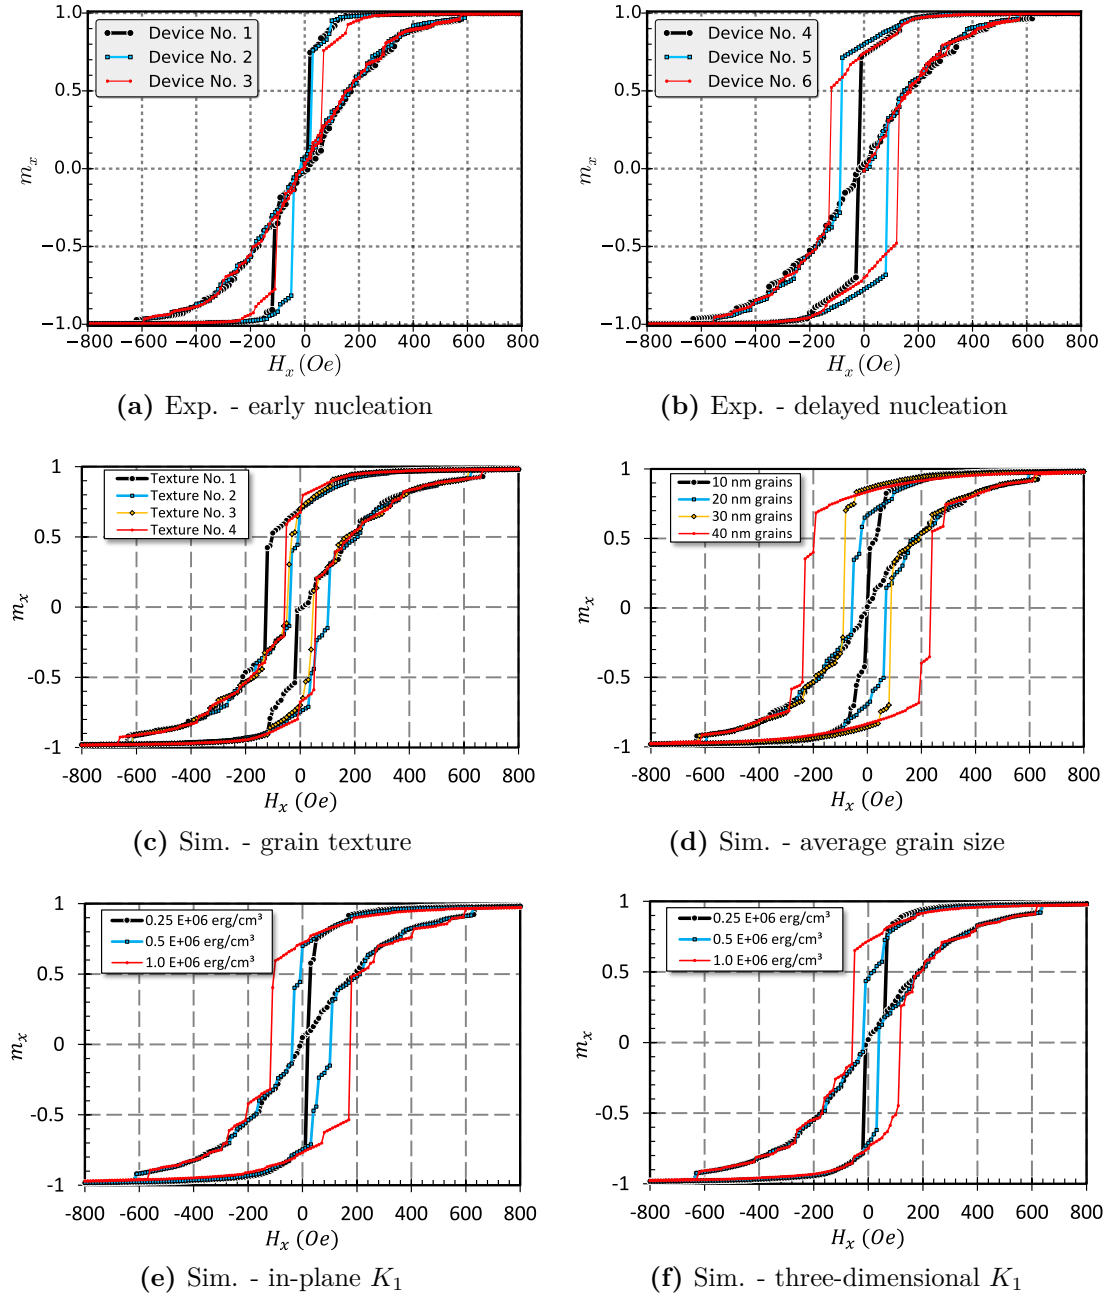 1.0
0.5
0.0
−0.5
−1.0
m_x
Device No. 1
Device No. 2
Device No. 3
−800 −600 −400 −200 0 200 400 600 800
H_x (Oe)
(a) Exp. - early nucleation
1.0
0.5
0.0
−0.5
−1.0
m_x
Device No. 4
Device No. 5
Device No. 6
−800 −600 −400 −200 0 200 400 600 800
H_x (Oe)
(b) Exp. - delayed nucleation
1
0.5
0
-0.5
-1
m_x
Texture No. 1
Texture No. 2
Texture No. 3
Texture No. 4
-800 -600 -400 -200 0 200 400 600 800
H_x (Oe)
(c) Sim. - grain texture
1
0.5
0
-0.5
-1
m_x
10 nm grains
20 nm grains
30 nm grains
40 nm grains
-800 -600 -400 -200 0 200 400 600 800
H_x (Oe)
(d) Sim. - average grain size
1
0.5
0
-0.5
-1
m_x
0.25 E+06 erg/cm³
0.5 E+06 erg/cm³
1.0 E+06 erg/cm³
-800 -600 -400 -200 0 200 400 600 800
H_x (Oe)
(e) Sim. - in-plane K₁
1
0.5
0
-0.5
-1
m_x
0.25 E+06 erg/cm³
0.5 E+06 erg/cm³
1.0 E+06 erg/cm³
-800 -600 -400 -200 0 200 400 600 800
H_x (Oe)
(f) Sim. - three-dimensional K₁